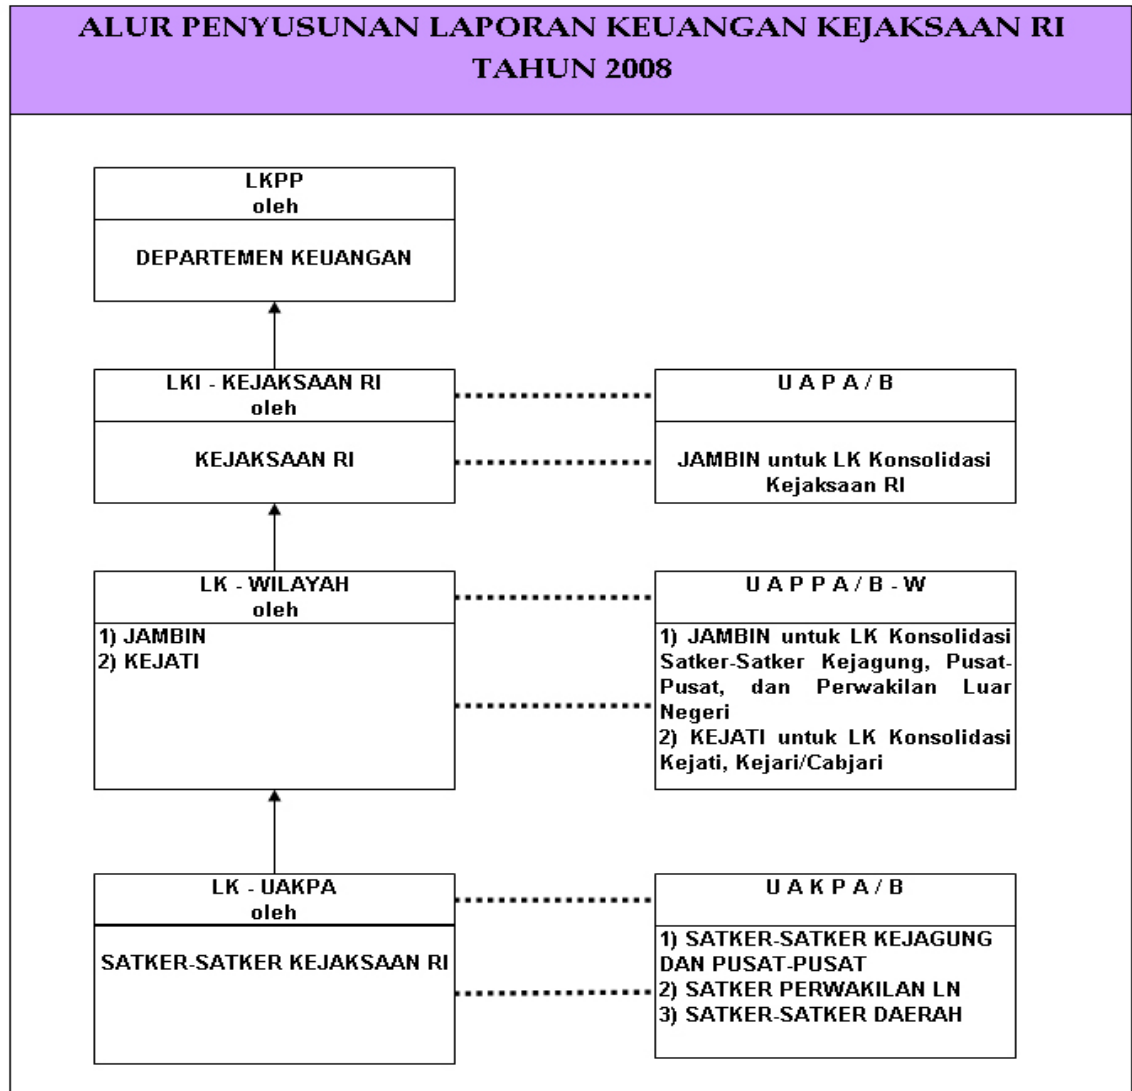 ALUR PENYUSUNAN LAPORAN KEUANGAN KEJAKSAAN RI
TAHUN 2008
LKPP
oleh
DEPARTEMEN KEUANGAN
LKI - KEJAKSAAN RI
oleh
KEJAKSAAN RI
U A P A / B
JAMBIN untuk LK Konsolidasi
Kejaksaan RI
LK - WILAYAH
oleh
1) JAMBIN
2) KEJATI
U A P P A / B - W
1) JAMBIN untuk LK Konsolidasi
Satker-Satker Kejagung, Pusat-
Pusat, dan Perwakilan Luar
Negeri
2) KEJATI untuk LK Konsolidasi
Kejati, Kejari/Cabjari
LK - UAKPA
oleh
SATKER-SATKER KEJAKSAAN RI
U A K P A / B
1) SATKER-SATKER KEJAGUNG
DAN PUSAT-PUSAT
2) SATKER PERWAKILAN LN
3) SATKER-SATKER DAERAH